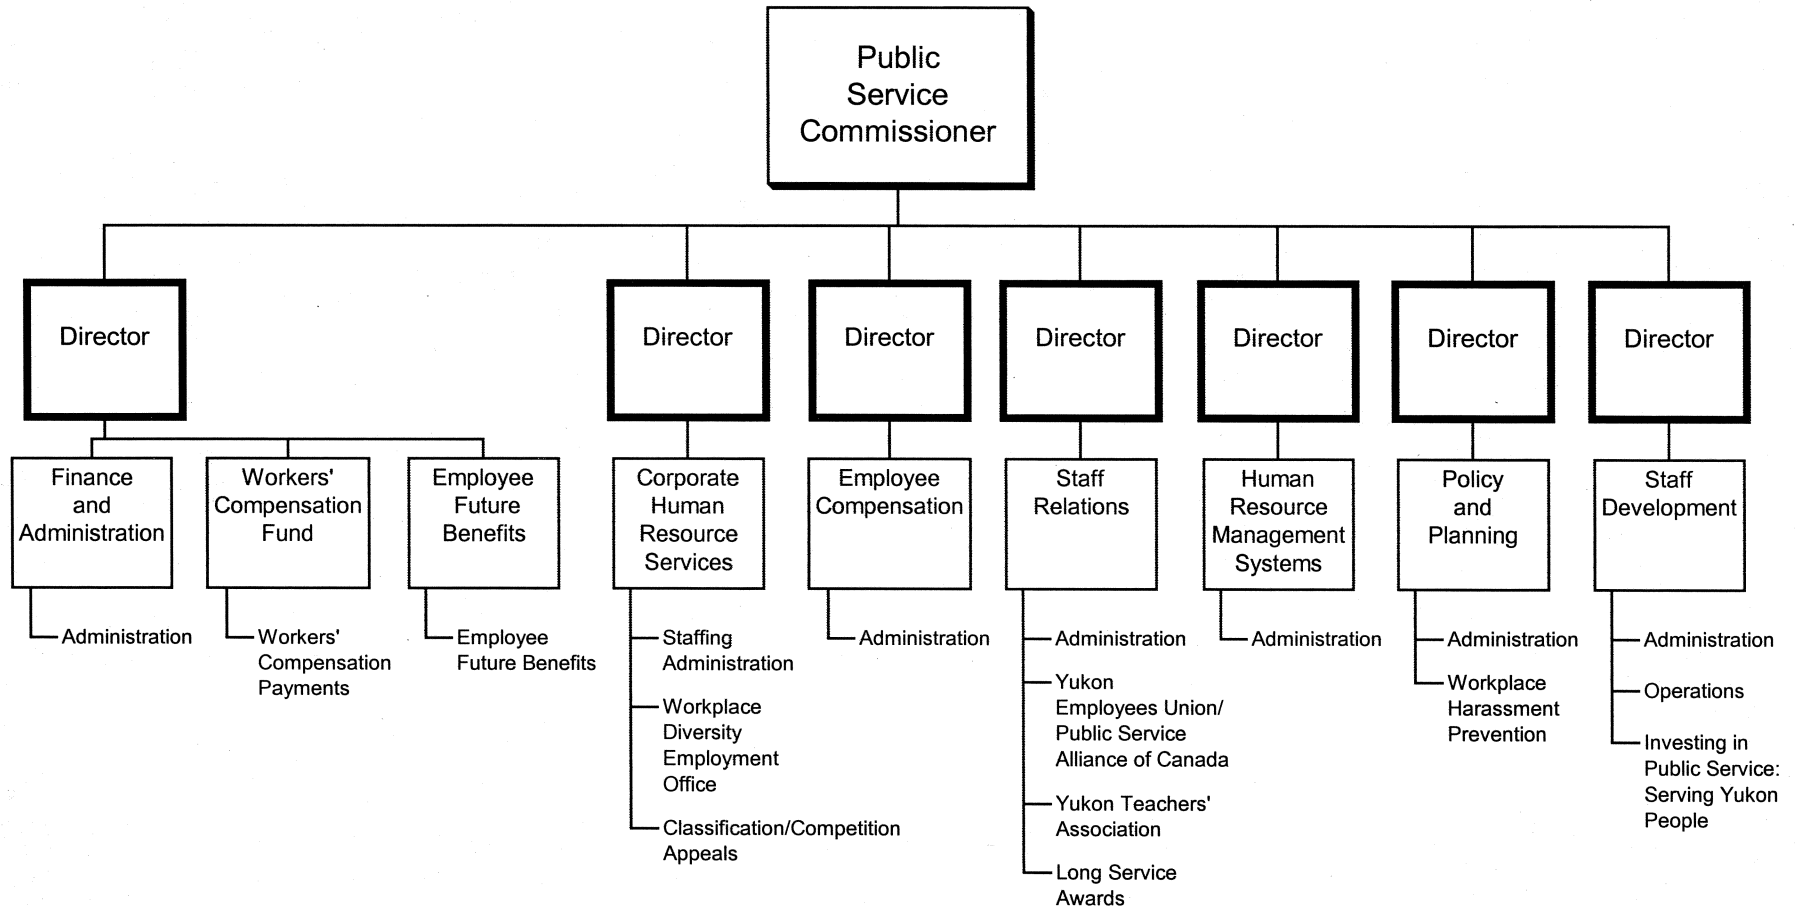 Public
Service
Commissioner
Director
Director
Director
Director
Director
Director
Director
Finance
and
Administration
Workers'
Compensation
Fund
Employee
Future
Benefits
Corporate
Human
Resource
Services
Employee
Compensation
Staff
Relations
Human
Resource
Management
Systems
Policy
and
Planning
Staff
Development
Administration
Workers'
Compensation
Payments
Employee
Future Benefits
Staffing
Administration
Workplace
Diversity
Employment
Office
Classification/Competition
Appeals
Administration
Administration
Yukon
Employees Union/
Public Service
Alliance of Canada
Yukon Teachers'
Association
Long Service
Awards
Administration
Administration
Workplace
Harassment
Prevention
Administration
Operations
Investing in
Public Service:
Serving Yukon
People